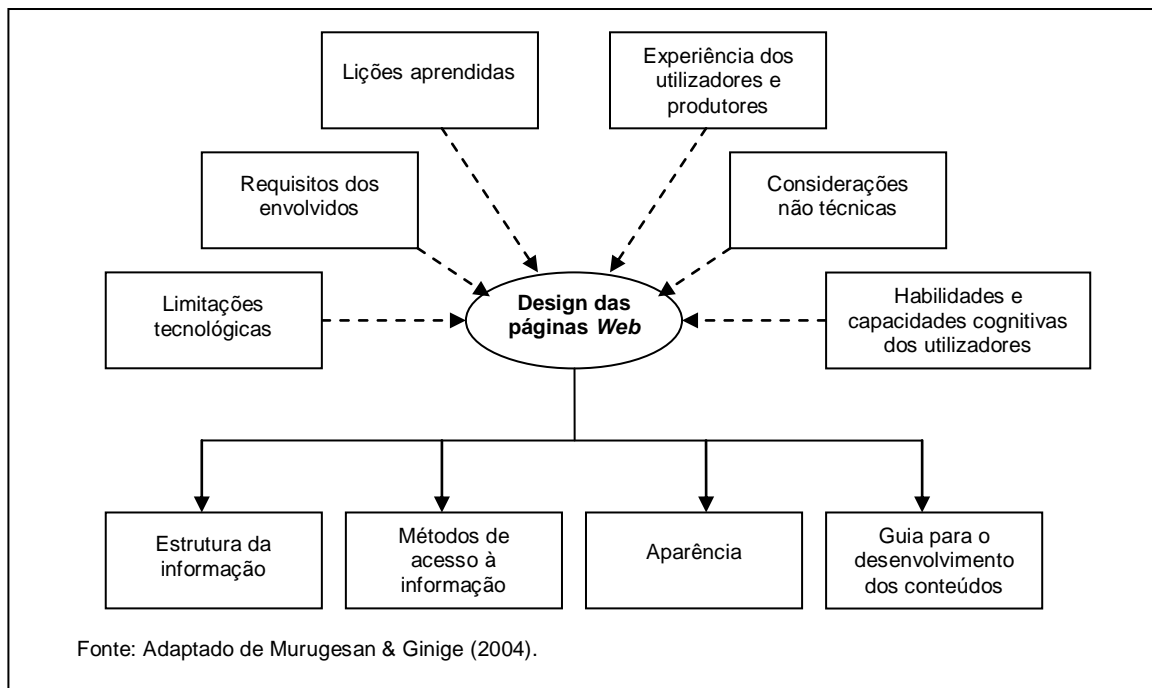 Lições aprendidas
Experiência dos
utilizadores e
produtores
Requisitos dos
envolvidos
Considerações
não técnicas
Limitações
tecnológicas
Design das
páginas Web
Habilidades e
capacidades cognitivas
dos utilizadores
Estrutura da
informação
Métodos de
acesso à
informação
Aparência
Guia para o
desenvolvimento
dos conteúdos
Fonte: Adaptado de Murugesan & Ginige (2004).